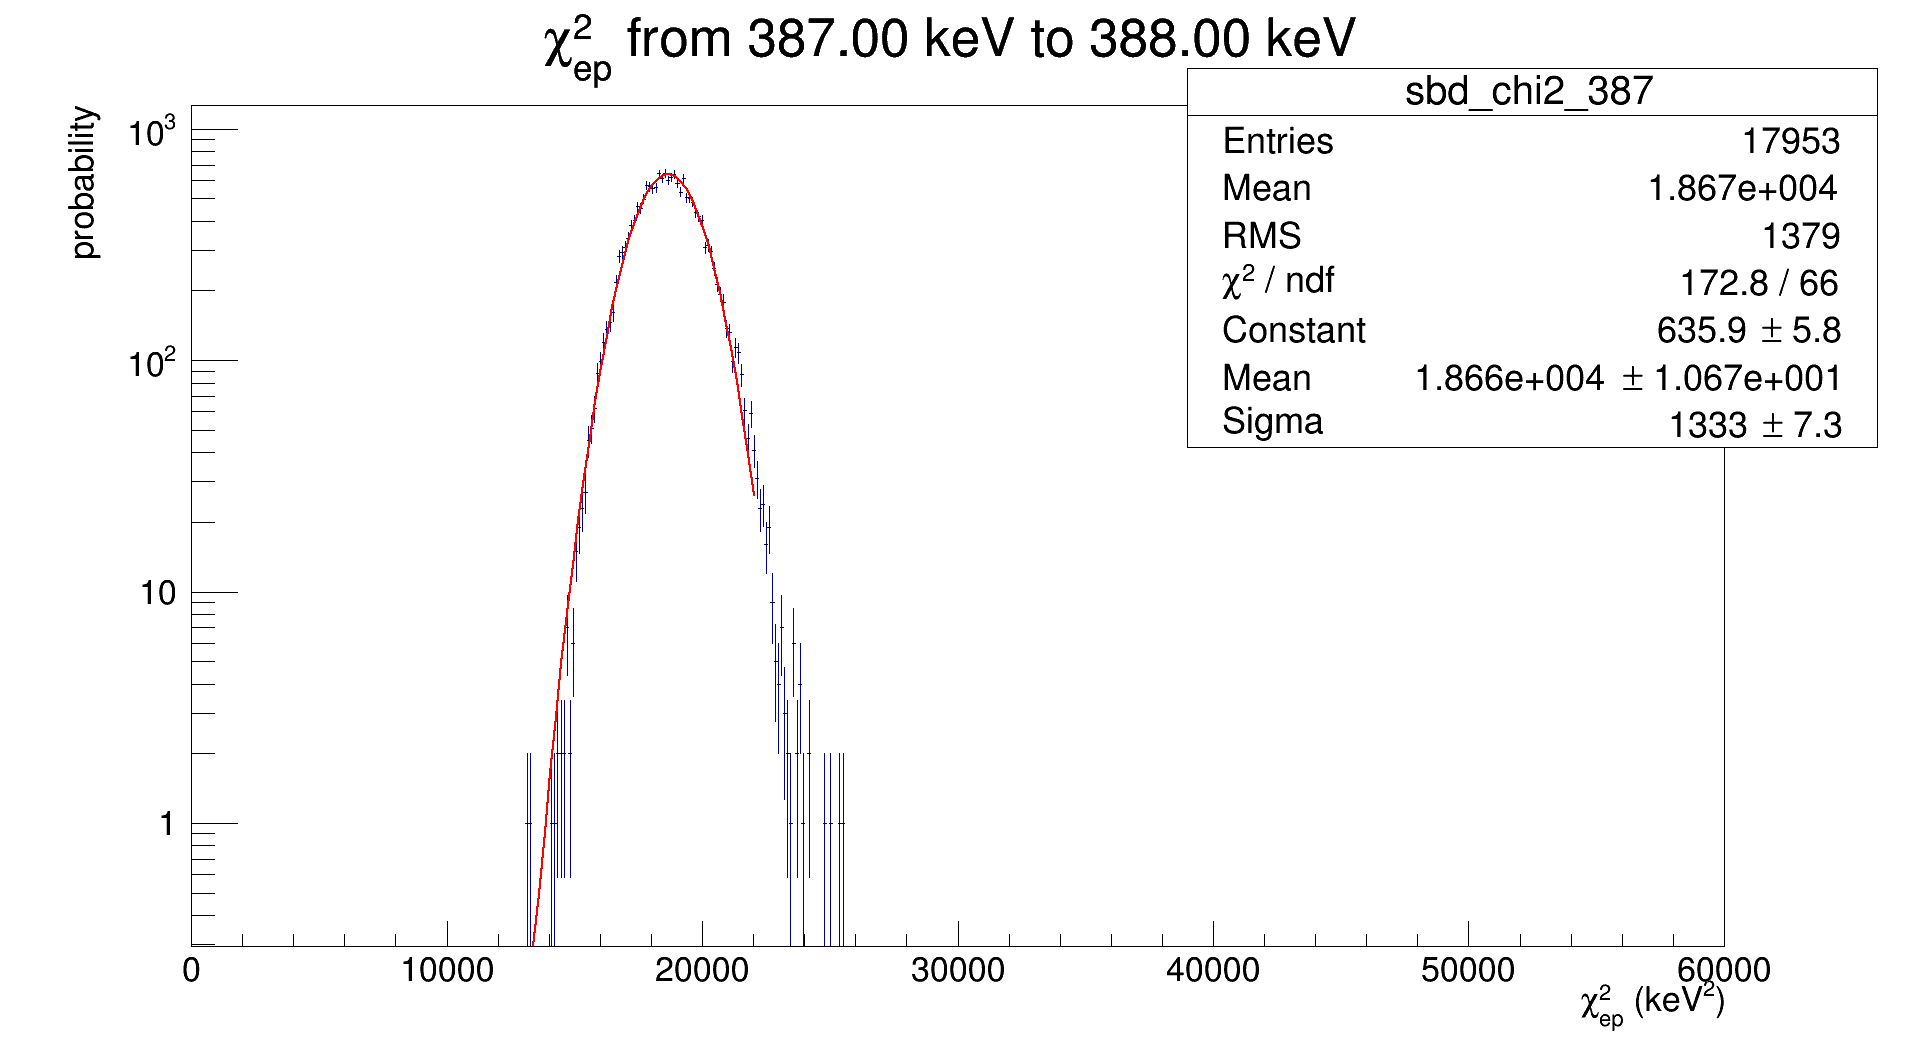 χ²ep from 387.00 keV to 388.00 keV
sbd_chi2_387
Entries 17953
Mean 1.867e+004
RMS 1379
χ² / ndf 172.8 / 66
Constant 635.9 ± 5.8
Mean 1.866e+004 ± 1.067e+001
Sigma 1333 ± 7.3
probability
10³
10²
10
1
0 10000 20000 30000 40000 50000 60000
χ²ep (keV²)